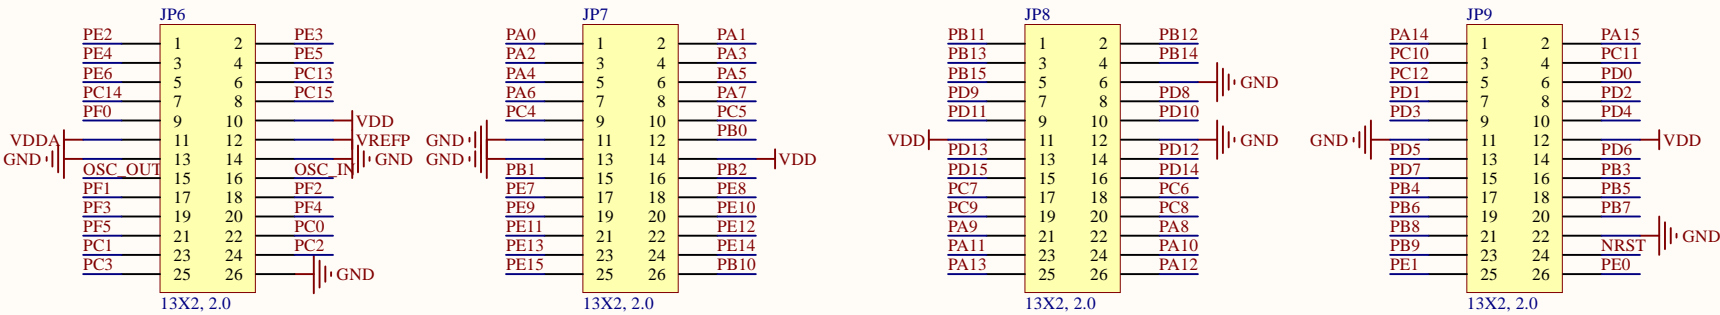 JP6 JP7 JP8 JP9
PE2 1 2 PE3 PA0 1 2 PA1 PB11 1 2 PB12 PA14 1 2 PA15
PE4 3 4 PE5 PA2 3 4 PA3 PB13 3 4 PB14 PC10 3 4 PC11
PE6 5 6 PC13 PA4 5 6 PA5 PB15 5 6 GND PC12 5 6 PD0
PC14 7 8 PC15 PA6 7 8 PA7 PD9 7 8 PD8 PD1 7 8 PD2
PF0 9 10 VDD PC4 9 10 PC5 PD11 9 10 PD10 PD3 9 10 PD4
VDDA 11 12 VREFP GND 11 12 PB0 VDD 11 12 GND GND 11 12 VDD
GND 13 14 GND GND 13 14 VDD PD13 13 14 PD12 PD5 13 14 PD6
OSC_OUT 15 16 OSC_IN PB1 15 16 PB2 PD15 15 16 PD14 PD7 15 16 PB3
PF1 17 18 PF2 PE7 17 18 PE8 PC7 17 18 PC6 PB4 17 18 PB5
PF3 19 20 PF4 PE9 19 20 PE10 PC9 19 20 PC8 PB6 19 20 PB7
PF5 21 22 PC0 PE11 21 22 PE12 PA9 21 22 PA8 PB8 21 22 GND
PC1 23 24 PC2 PE13 23 24 PE14 PA11 23 24 PA10 PB9 23 24 NRST
PC3 25 26 GND PE15 25 26 PB10 PA13 25 26 PA12 PE1 25 26 PE0
13X2, 2.0 13X2, 2.0 13X2, 2.0 13X2, 2.0